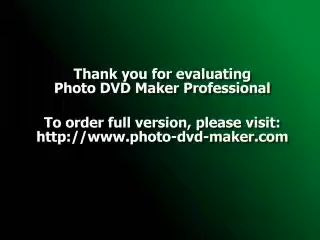 Thank you for evaluating
Photo DVD Maker Professional
To order full version, please visit:
http://www.photo-dvd-maker.com